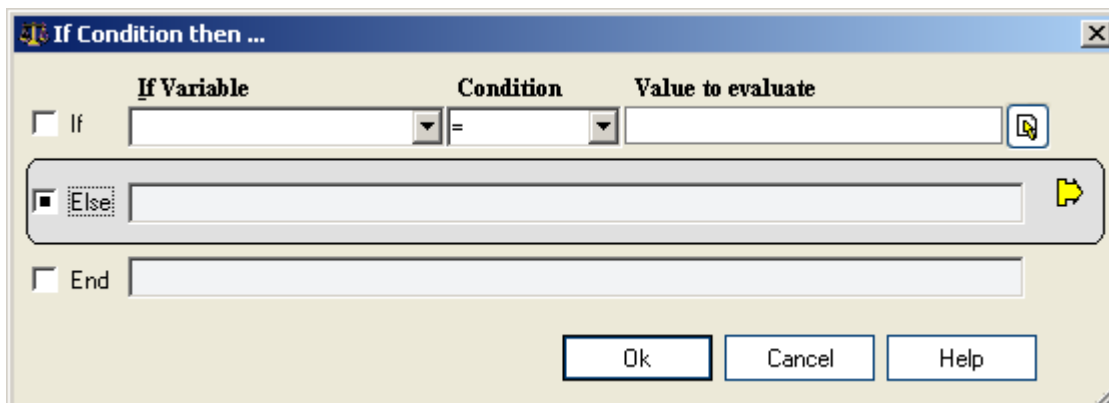 If Condition then ...
If Variable Condition Value to evaluate
If =
Else
End
Ok Cancel Help